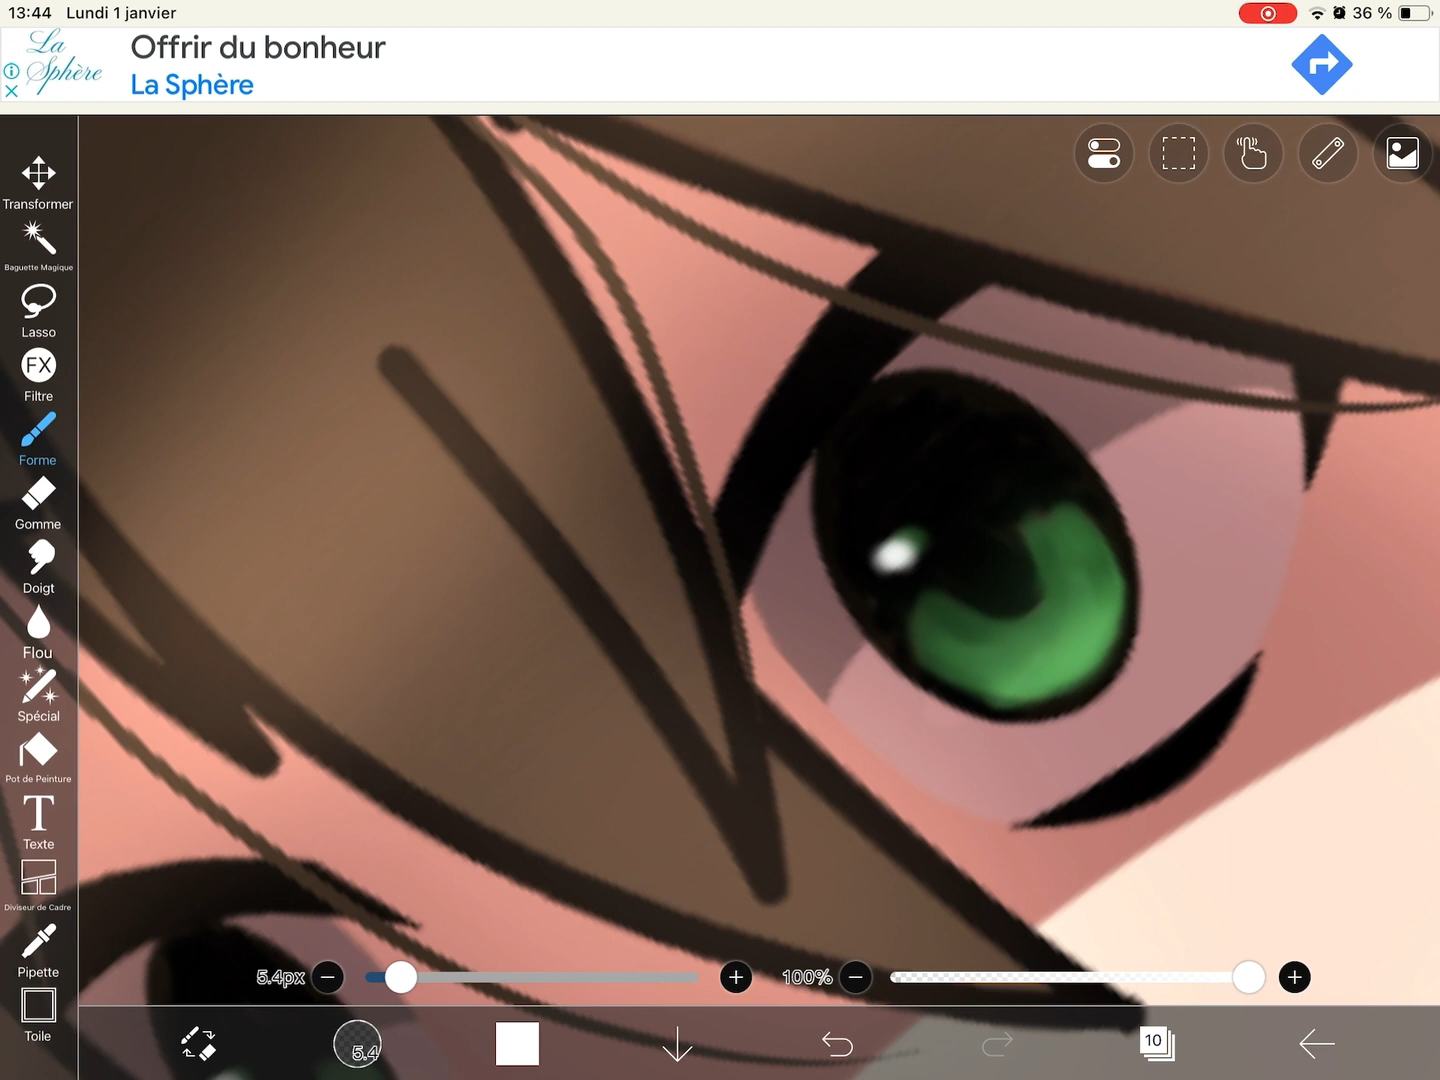 13:44 Lundi 1 janvier
36 %
La Sphère
Offrir du bonheur
La Sphère
Transformer
Baguette Magique
Lasso
FX
Filtre
Forme
Gomme
Doigt
Flou
Spécial
Pot de Peinture
T
Texte
Diviseur de Cadre
Pipette
Toile
5.4px
100%
5.4
10